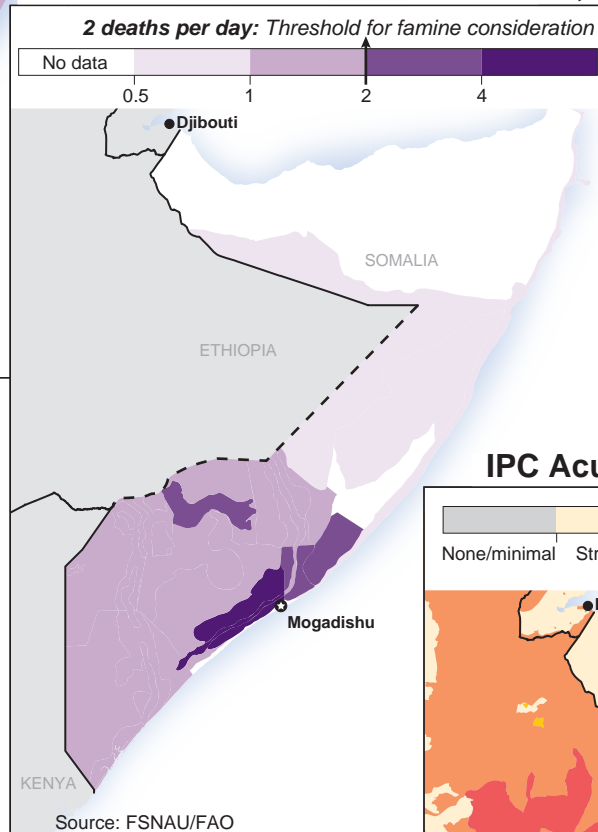 2 deaths per day: Threshold for famine consideration
No data
0.5 1 2 4
Djibouti
SOMALIA
ETHIOPIA
IPC Acu
None/minimal Str
Mogadishu
KENYA
Source: FSNAU/FAO